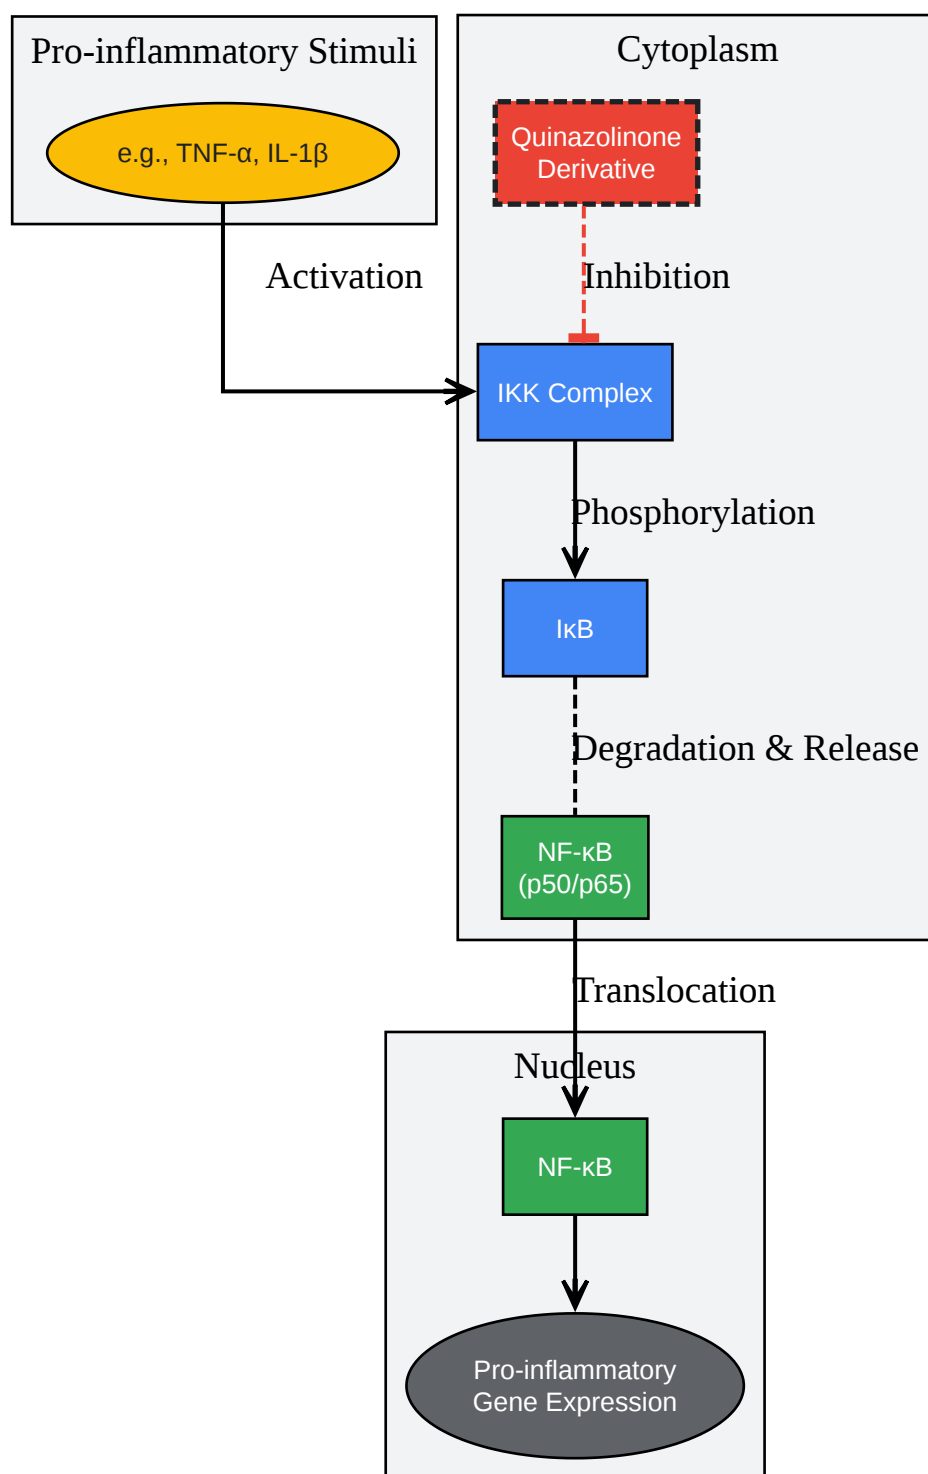 Pro-inflammatory Stimuli
e.g., TNF-α, IL-1β
Activation
Cytoplasm
Quinazolinone
Derivative
Inhibition
IKK Complex
Phosphorylation
IκB
Degradation & Release
NF-κB
(p50/p65)
Translocation
Nucleus
NF-κB
Pro-inflammatory
Gene Expression